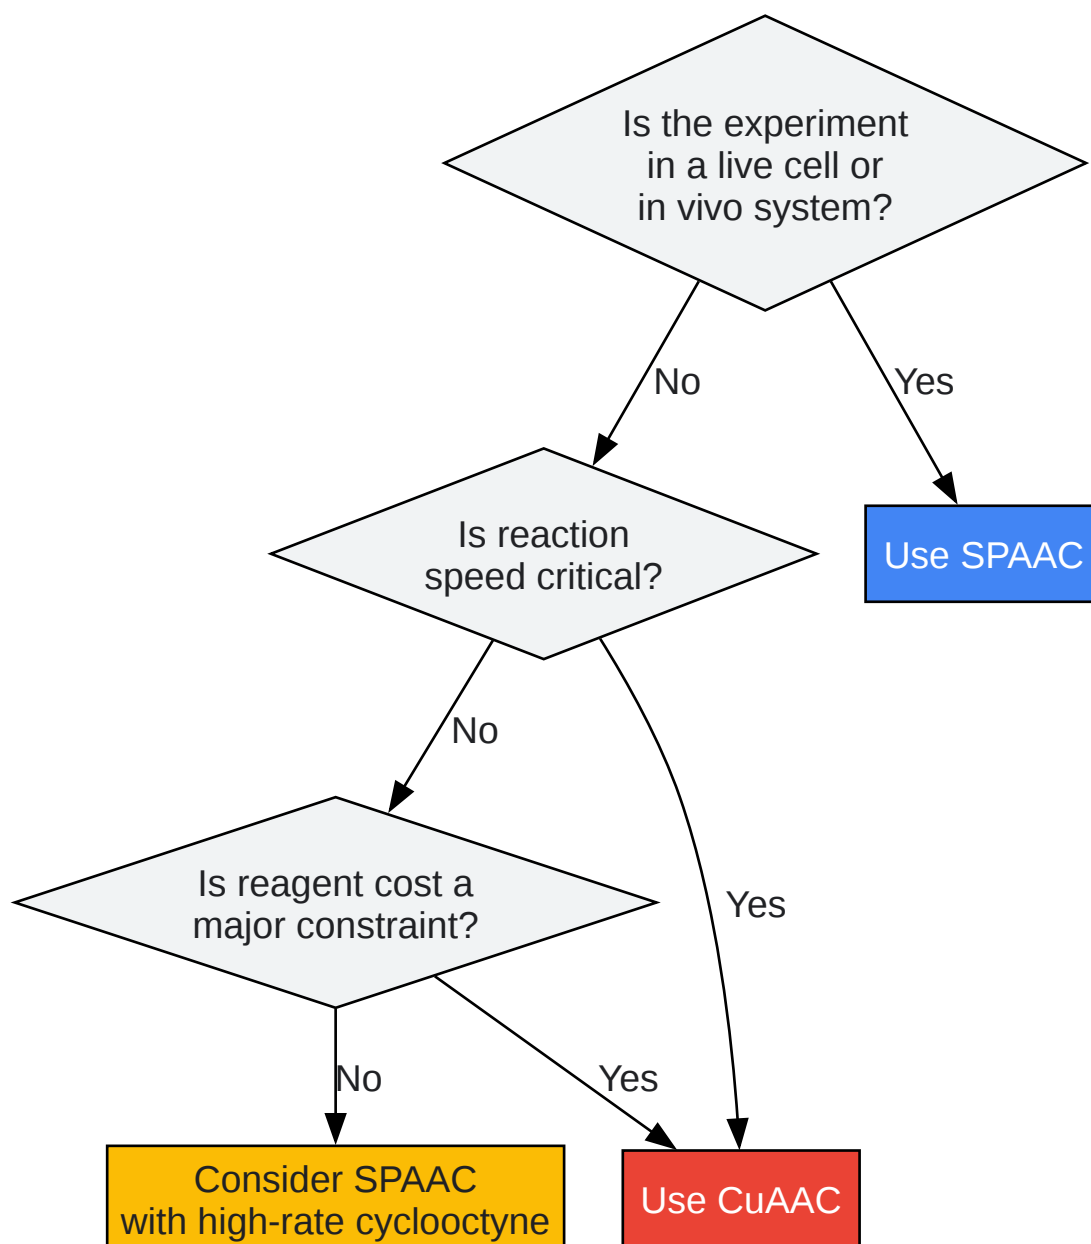 Is the experiment
in a live cell or
in vivo system?
No
Yes
Is reaction
speed critical?
Use SPAAC
No
Is reagent cost a
major constraint?
Yes
No
Yes
Consider SPAAC
with high-rate cyclooctyne
Use CuAAC